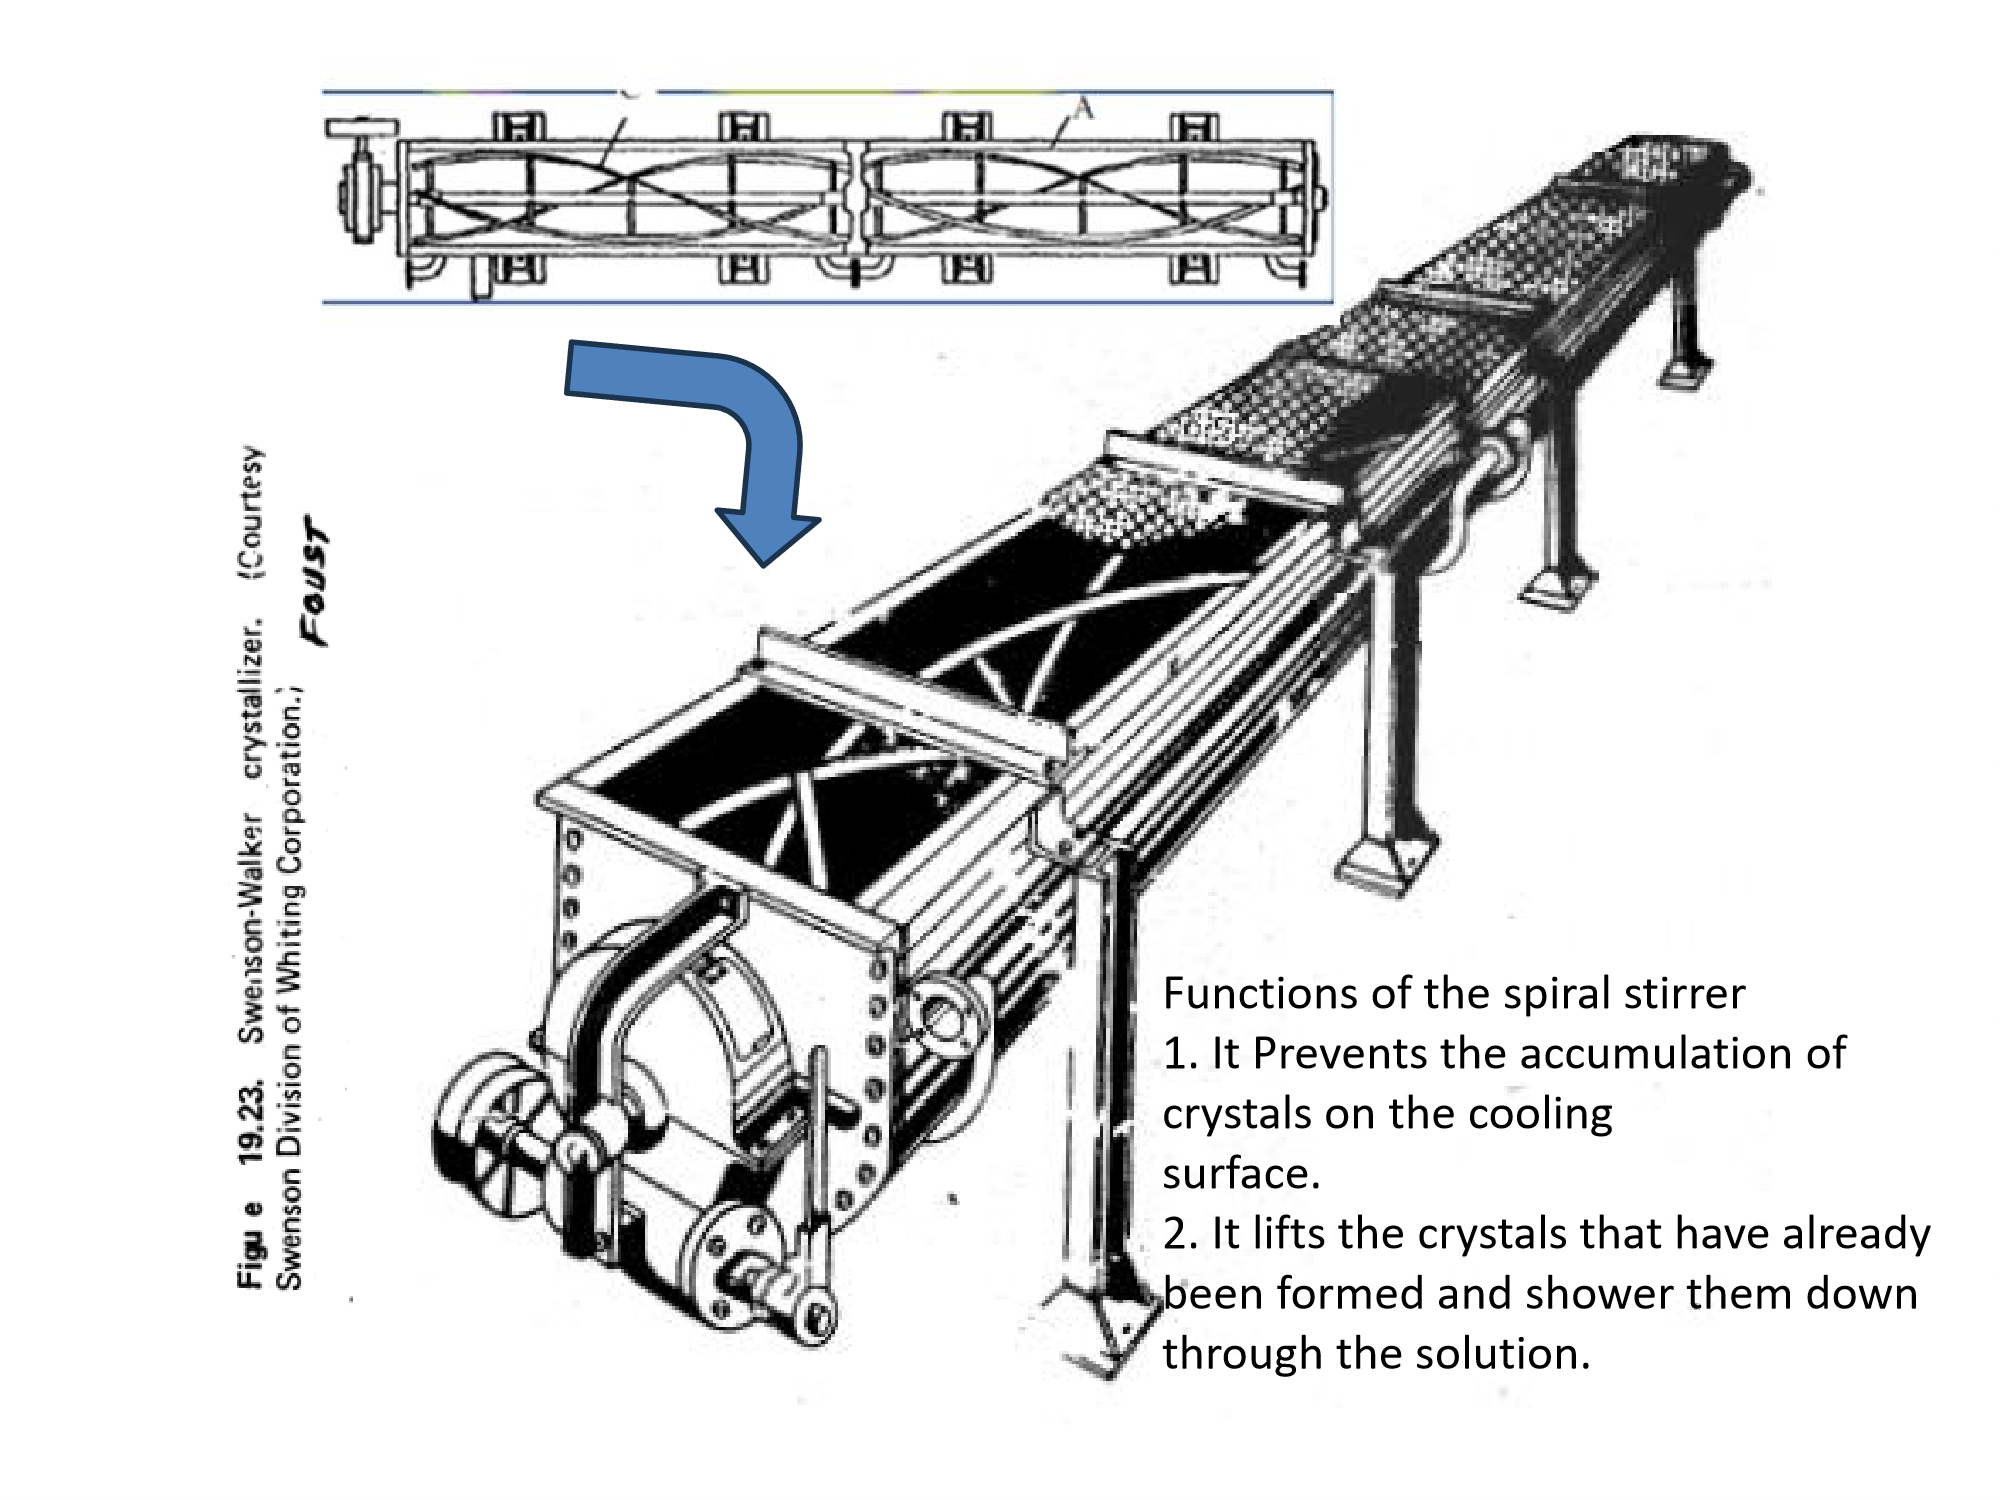 A
Figu e 19.23. Swenson-Walker crystallizer. (Courtesy
Swenson Division of Whiting Corporation.)
FOUST
Functions of the spiral stirrer
1. It Prevents the accumulation of
crystals on the cooling
surface.
2. It lifts the crystals that have already
been formed and shower them down
through the solution.